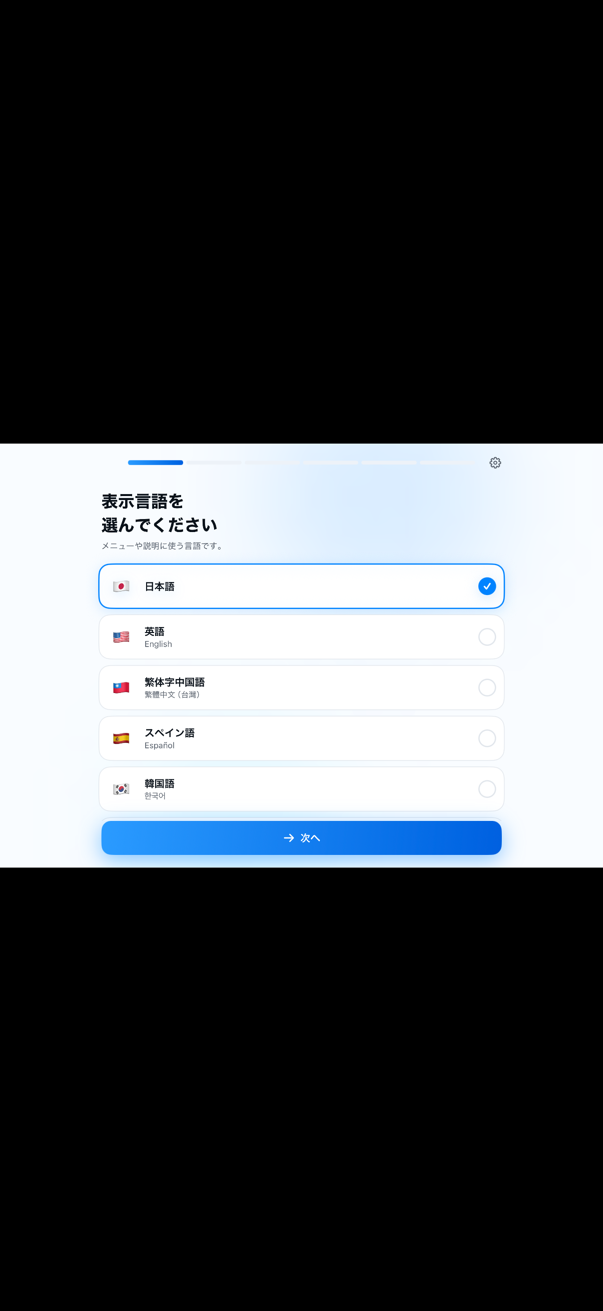 表示言語を
選んでください
メニューや説明に使う言語です。
日本語
英語
English
繁体字中国語
繁體中文（台灣）
スペイン語
Español
韓国語
한국어
次へ